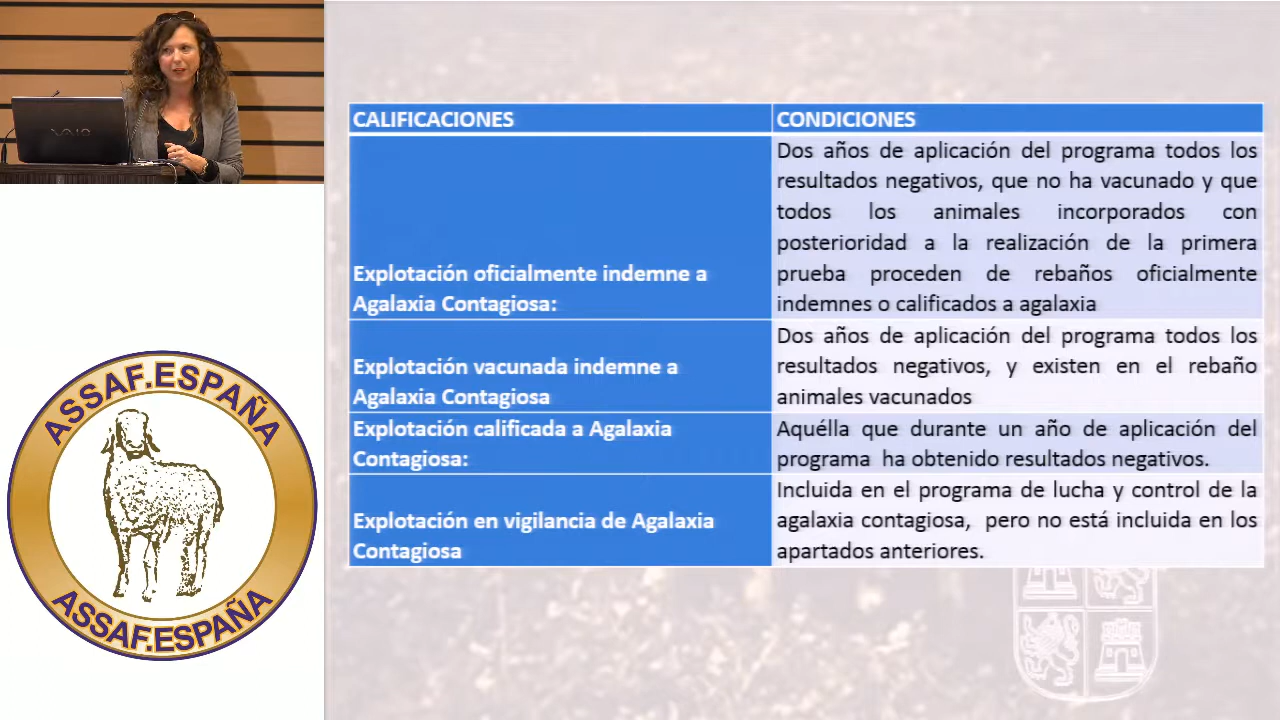 VAIO
ASSAF.ESPAÑA
ASSAF.ESPAÑA
CALIFICACIONES
CONDICIONES
Explotación oficialmente indemne a
Agalaxia Contagiosa:
Dos años de aplicación del programa todos los
resultados negativos, que no ha vacunado y que
todos los animales incorporados con
posterioridad a la realización de la primera
prueba proceden de rebaños oficialmente
indemnes o calificados a agalaxia
Explotación vacunada indemne a
Agalaxia Contagiosa
Dos años de aplicación del programa todos los
resultados negativos, y existen en el rebaño
animales vacunados
Explotación calificada a Agalaxia
Contagiosa:
Aquélla que durante un año de aplicación del
programa ha obtenido resultados negativos.
Explotación en vigilancia de Agalaxia
Contagiosa
Incluida en el programa de lucha y control de la
agalaxia contagiosa, pero no está incluida en los
apartados anteriores.